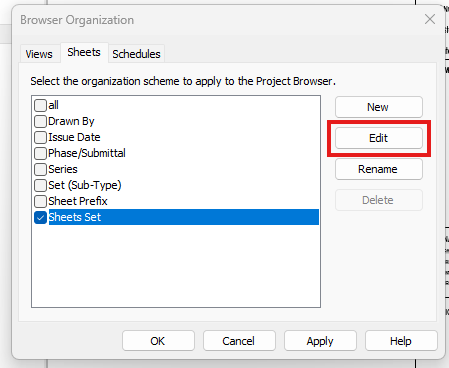 Browser Organization
Views Sheets Schedules
Select the organization scheme to apply to the Project Browser.
all
Drawn By
Issue Date
Phase/Submittal
Series
Set (Sub-Type)
Sheet Prefix
Sheets Set
New
Edit
Rename
Delete
OK Cancel Apply Help